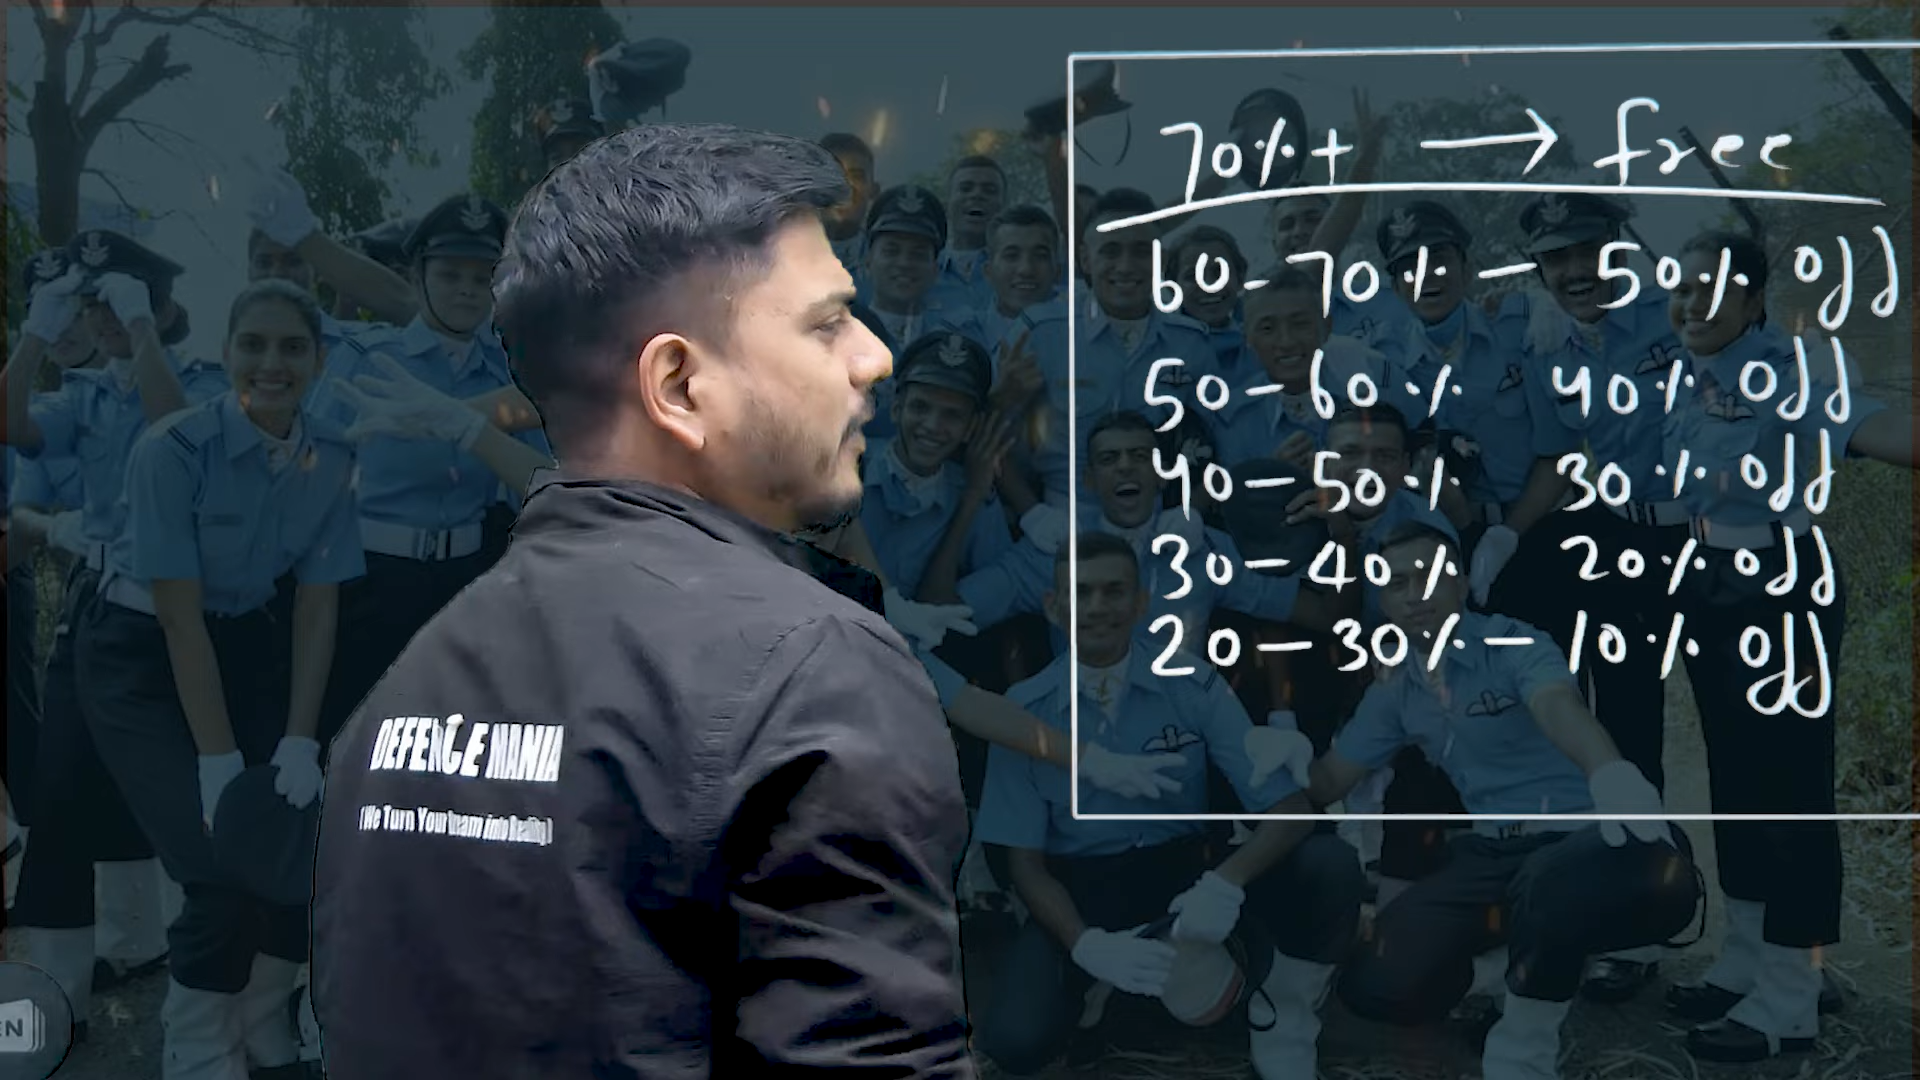 70%+ → free
60-70% - 50% off
50-60% 40% off
40-50% 30% off
30-40% 20% off
20-30% - 10% off
DEFENCE MANIA
(We Turn Your into Reality)
EN